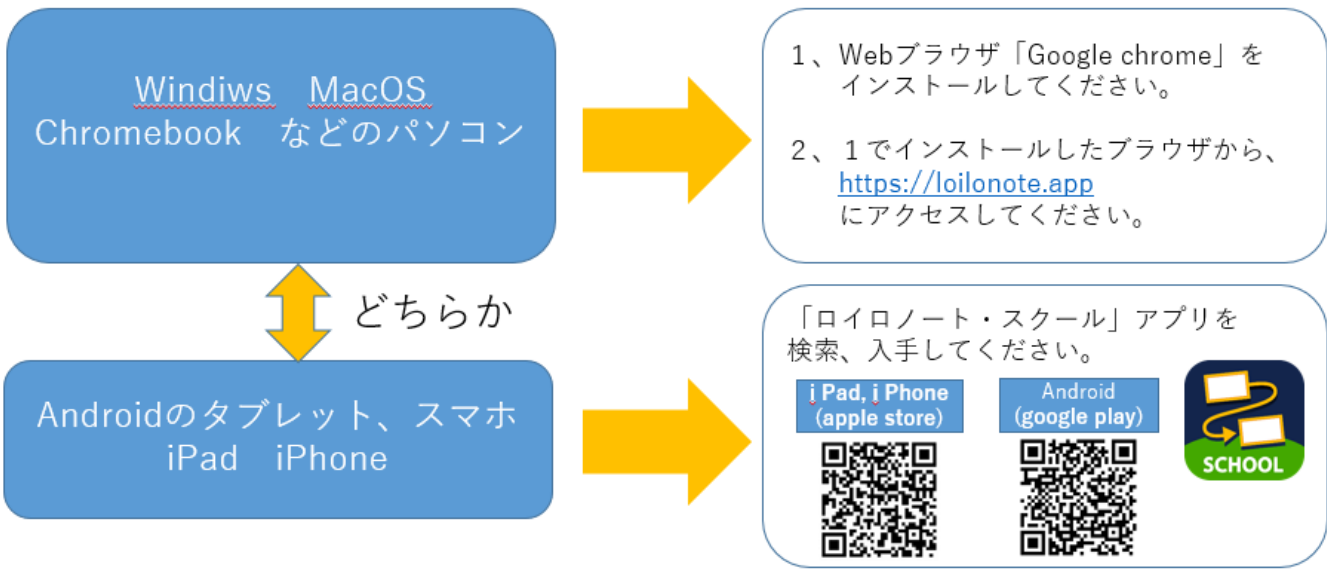 Windiws　MacOS
Chromebook　などのパソコン
１、Webブラウザ「Google chrome」を
インストールしてください。
２、１でインストールしたブラウザから、
https://loilonote.app
にアクセスしてください。
どちらか
Androidのタブレット、スマホ
iPad　iPhone
「ロイロノート・スクール」アプリを
検索、入手してください。
i Pad, i Phone
(apple store)
Android
(google play)
SCHOOL